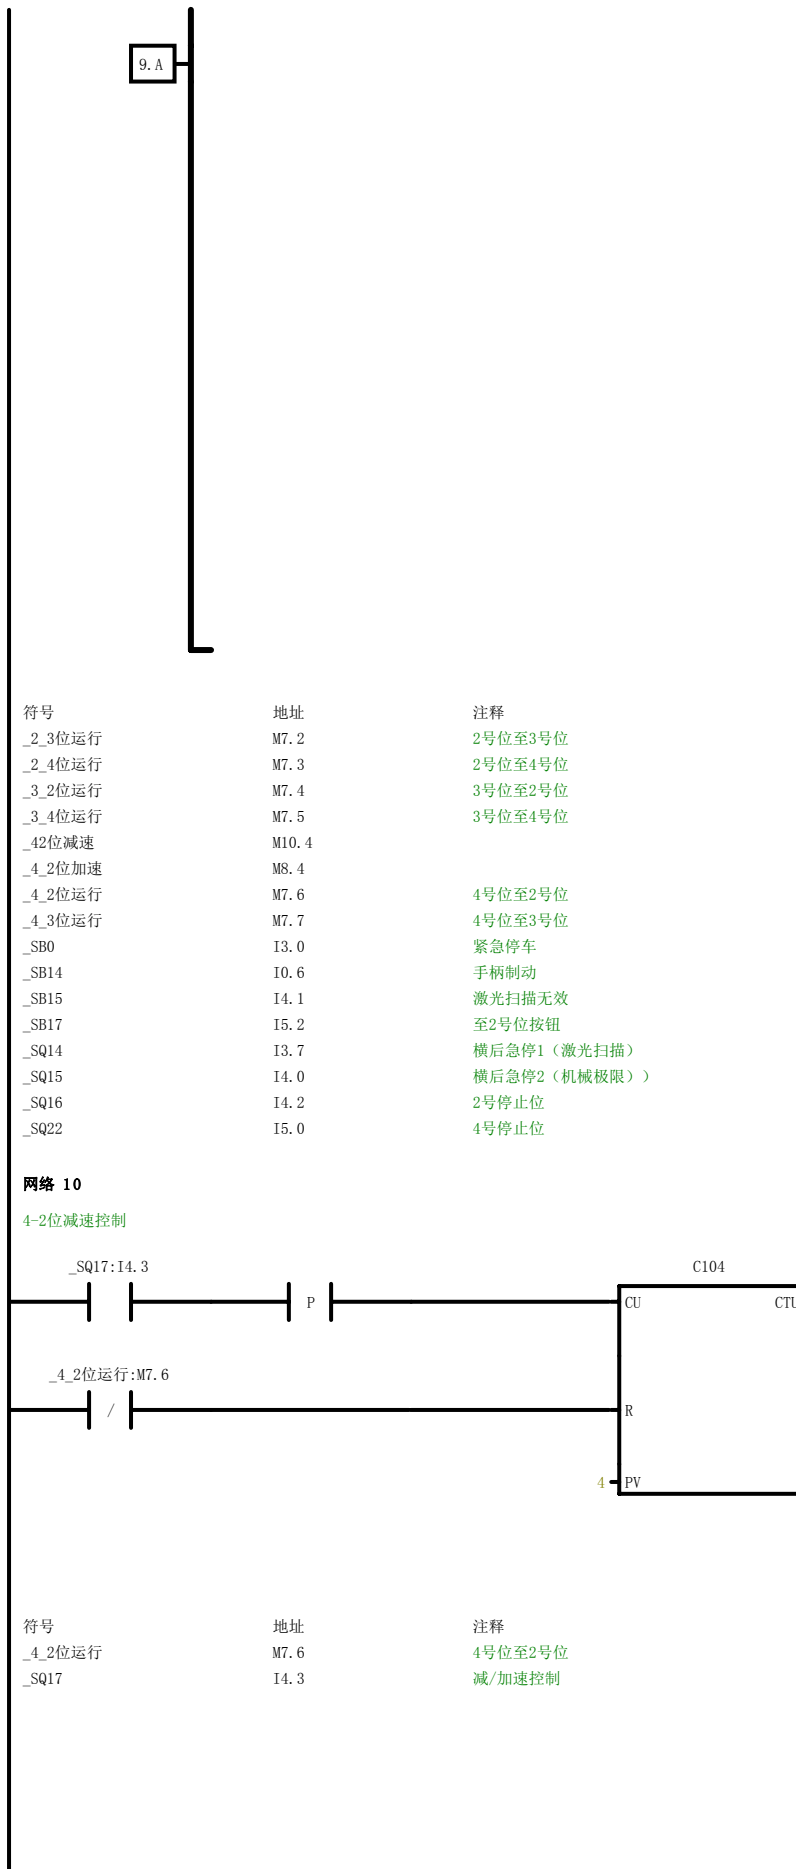 9.A
符号 地址 注释
_2_3位运行 M7.2 2号位至3号位
_2_4位运行 M7.3 2号位至4号位
_3_2位运行 M7.4 3号位至2号位
_3_4位运行 M7.5 3号位至4号位
_42位减速 M10.4
_4_2位加速 M8.4
_4_2位运行 M7.6 4号位至2号位
_4_3位运行 M7.7 4号位至3号位
_SB0 I3.0 紧急停车
_SB14 I0.6 手柄制动
_SB15 I4.1 激光扫描无效
_SB17 I5.2 至2号位按钮
_SQ14 I3.7 横后急停1（激光扫描）
_SQ15 I4.0 横后急停2（机械极限））
_SQ16 I4.2 2号停止位
_SQ22 I5.0 4号停止位
网络 10
4-2位减速控制
_SQ17:I4.3 C104
P CU CTU
_4_2位运行:M7.6
/ R
4 PV
符号 地址 注释
_4_2位运行 M7.6 4号位至2号位
_SQ17 I4.3 减/加速控制